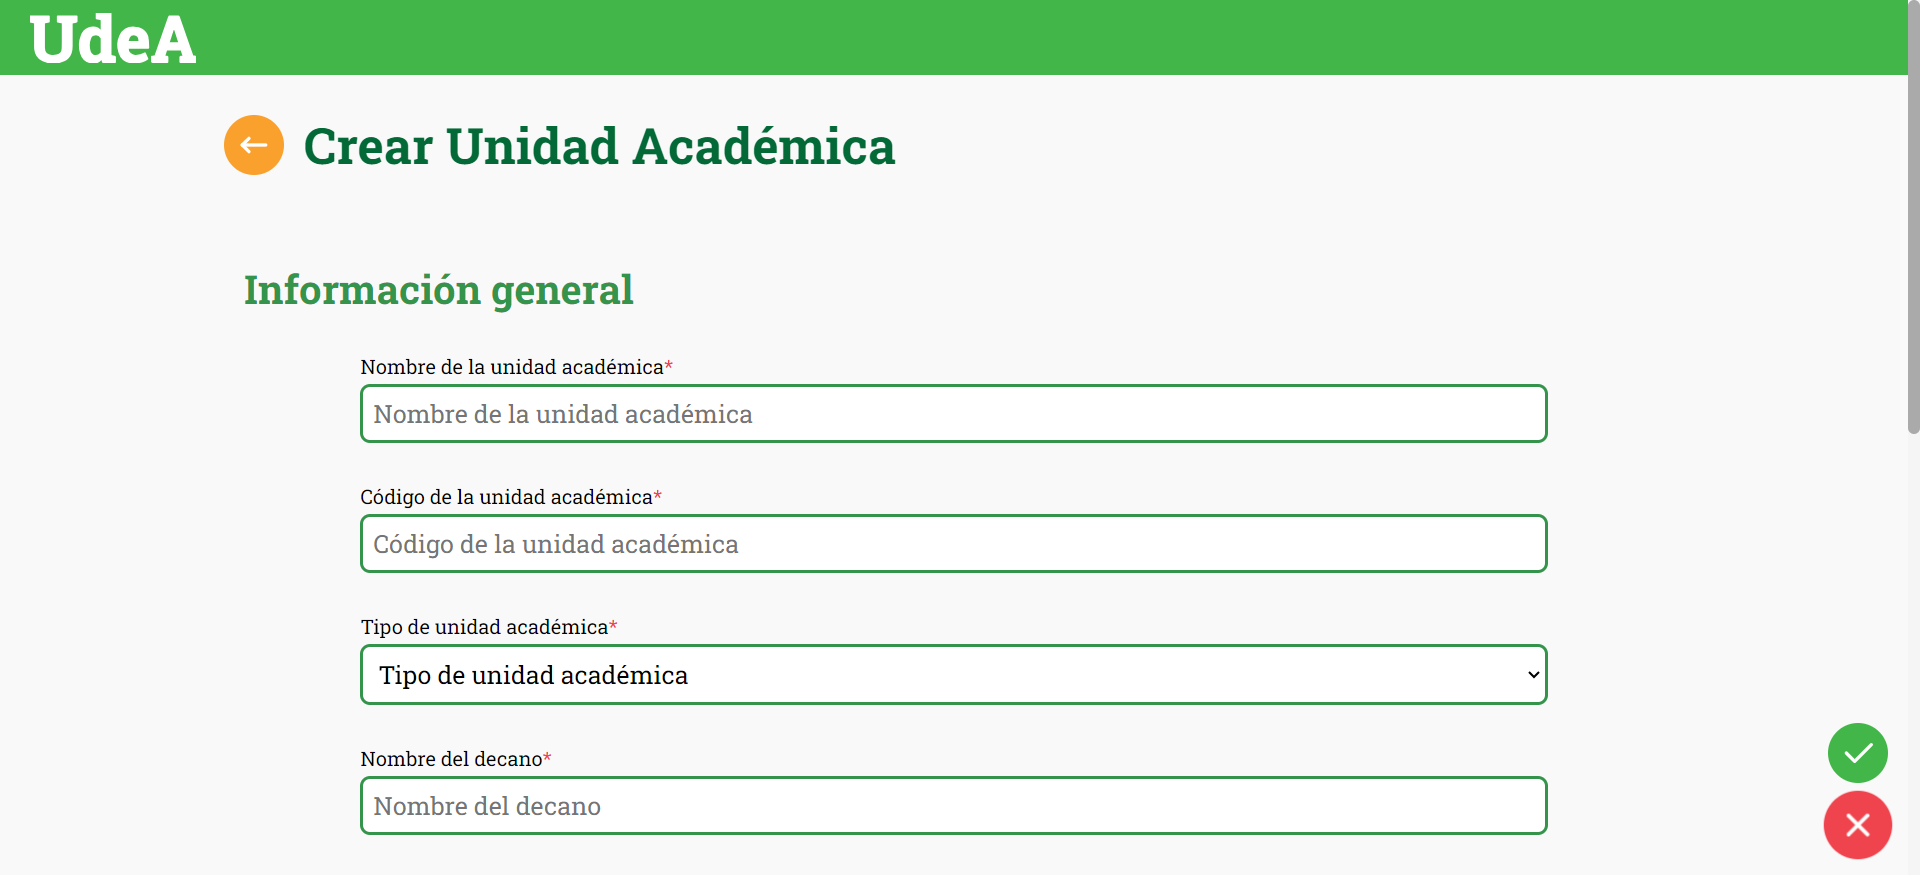 UdeA
Crear Unidad Académica
Información general
Nombre de la unidad académica*
Nombre de la unidad académica
Código de la unidad académica*
Código de la unidad académica
Tipo de unidad académica*
Tipo de unidad académica
Nombre del decano*
Nombre del decano